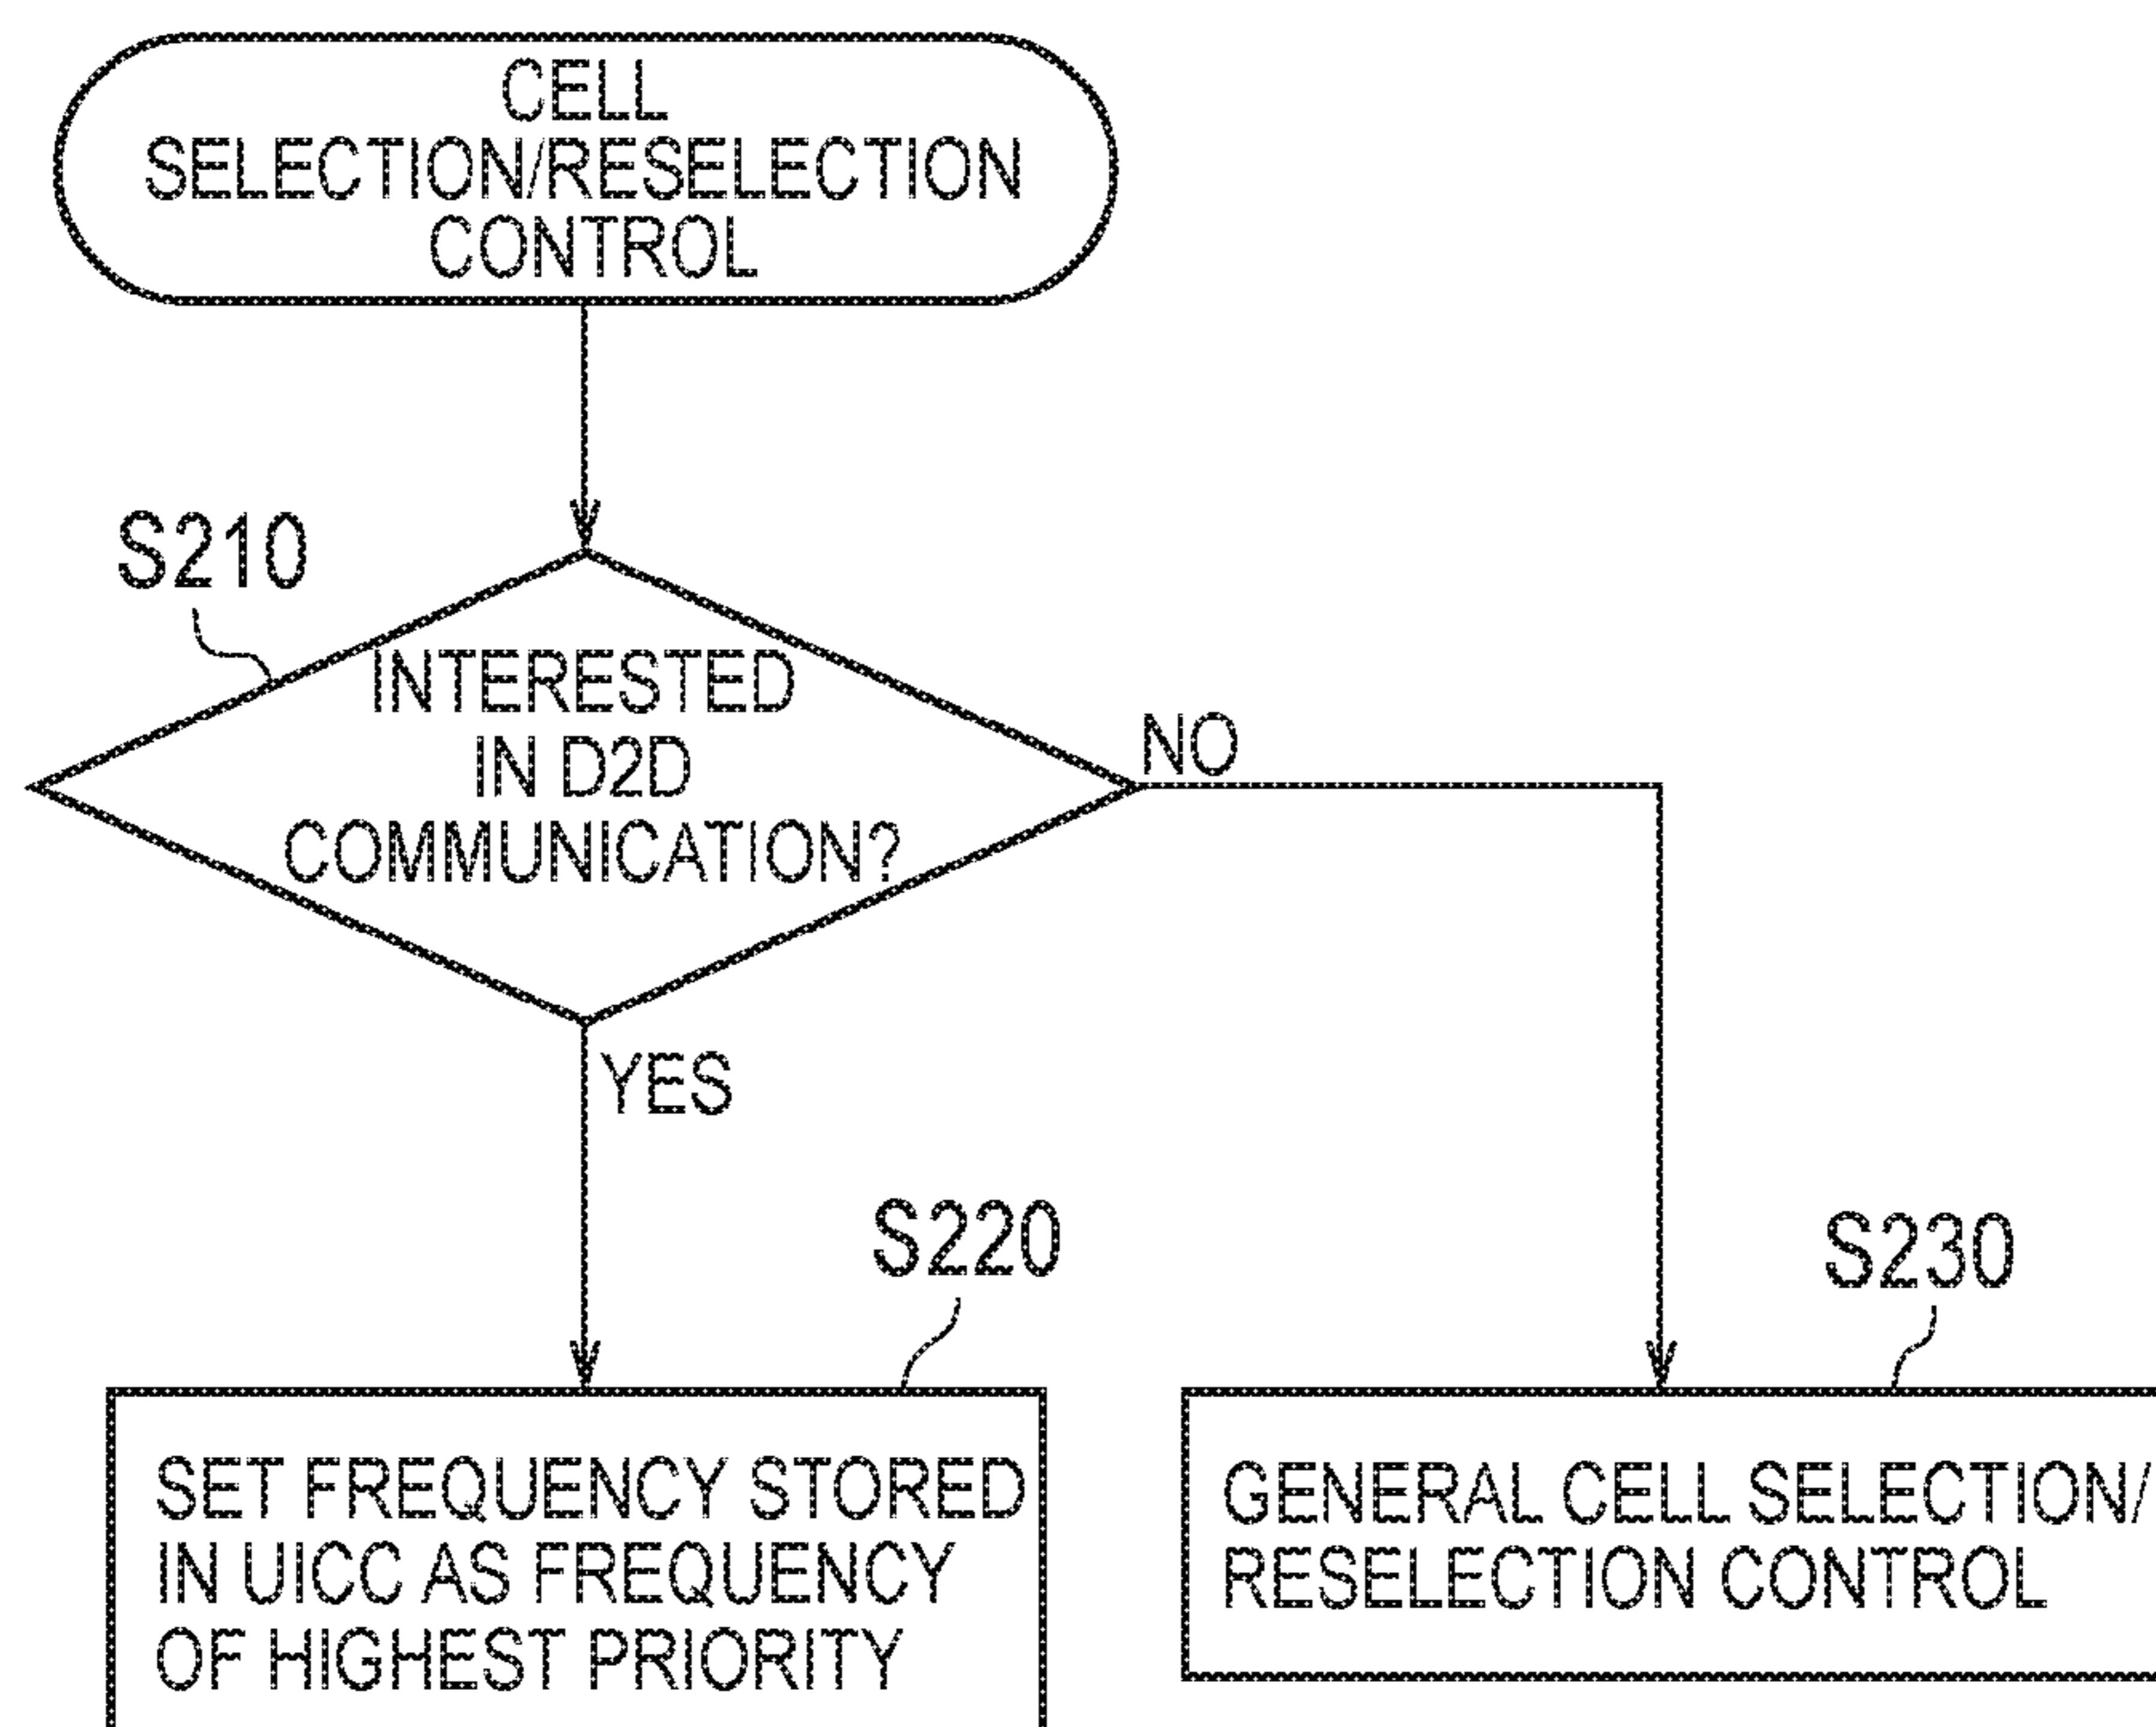 CELL
SELECTION/RESELECTION
CONTROL
S210
INTERESTED
IN D2D
COMMUNICATION?
NO
YES
S220
S230
SET FREQUENCY STORED
IN UICC AS FREQUENCY
OF HIGHEST PRIORITY
GENERAL CELL SELECTION/
RESELECTION CONTROL